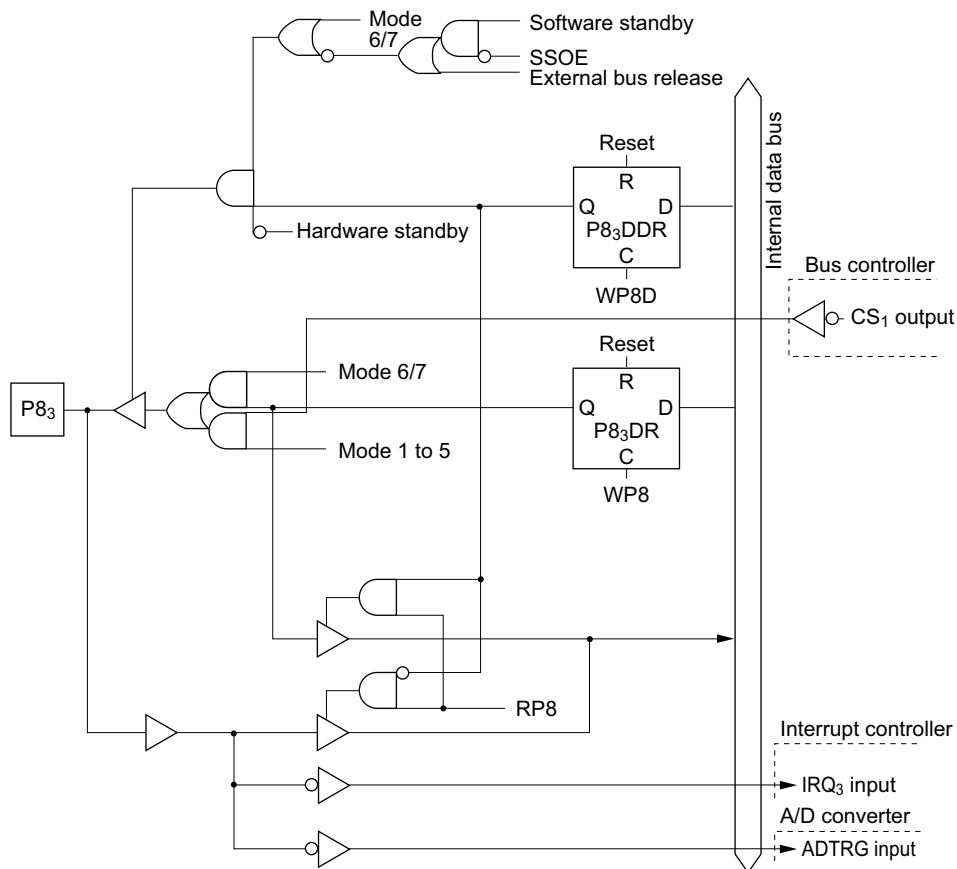 Mode
6/7
Software standby
SSOE
External bus release
Internal data bus
Reset
R
Q
D
P8₃DDR
C
WP8D
Hardware standby
Bus controller
CS₁ output
Reset
R
Q
D
P8₃DR
C
WP8
Mode 6/7
P8₃
Mode 1 to 5
RP8
Interrupt controller
IRQ₃ input
A/D converter
ADTRG input